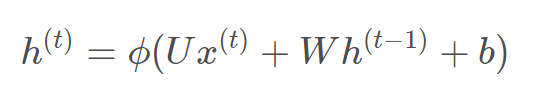 h^{(t)} = \phi(Ux^{(t)} + Wh^{(t-1)} + b)